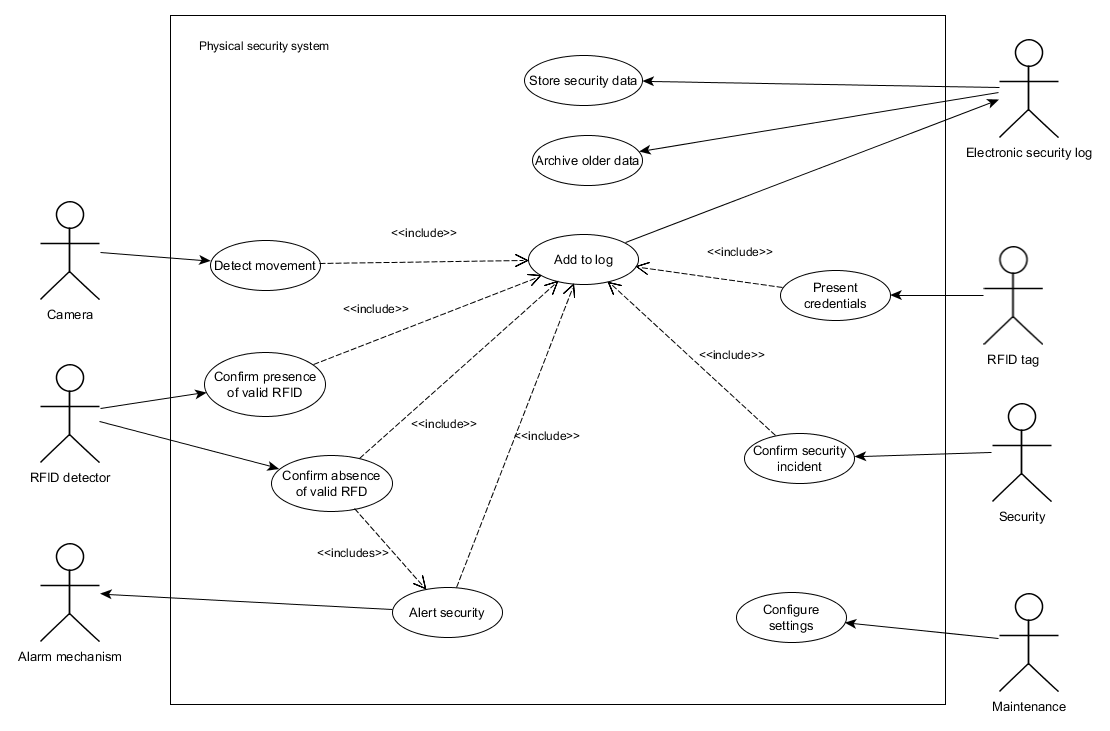 Physical security system
Store security data
Electronic security log
Archive older data
<<include>>
Add to log
<<include>>
Detect movement
Present
credentials
Camera
<<include>>
RFID tag
<<include>>
Confirm presence
of valid RFID
<<include>>
<<include>>
RFID detector
Confirm absence
of valid RFD
Confirm security
incident
Security
<<includes>>
Alert security
Configure
settings
Alarm mechanism
Maintenance